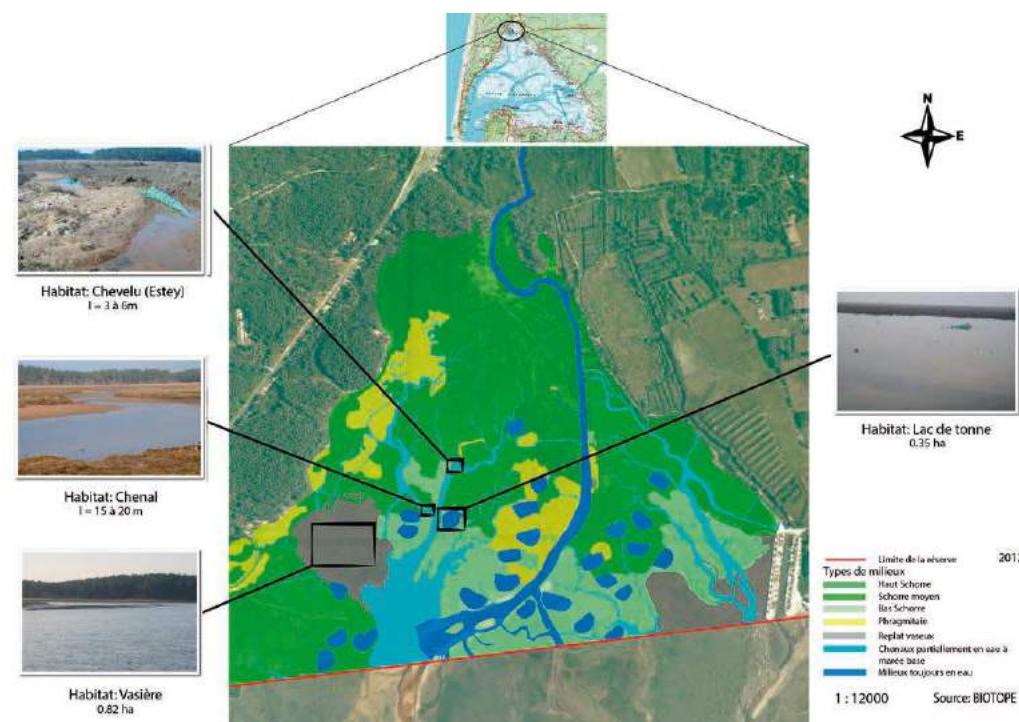 N
E
Habitat: Chevelu (Estey)
l = 3 à 6m
Habitat: Chenal
l = 15 à 20 m
Habitat: Vasière
0.82 ha
Habitat: Lac de tonne
0.35 ha
Limite de la réserve 2012
Types de milieux
Haut Schorre
Schorre moyen
Bas Schorre
Phragmitaie
Replat vaseux
Chenaux partiellement en eau à
marée base
Milieux toujours en eau
1 : 12000 Source: BIOTOPE